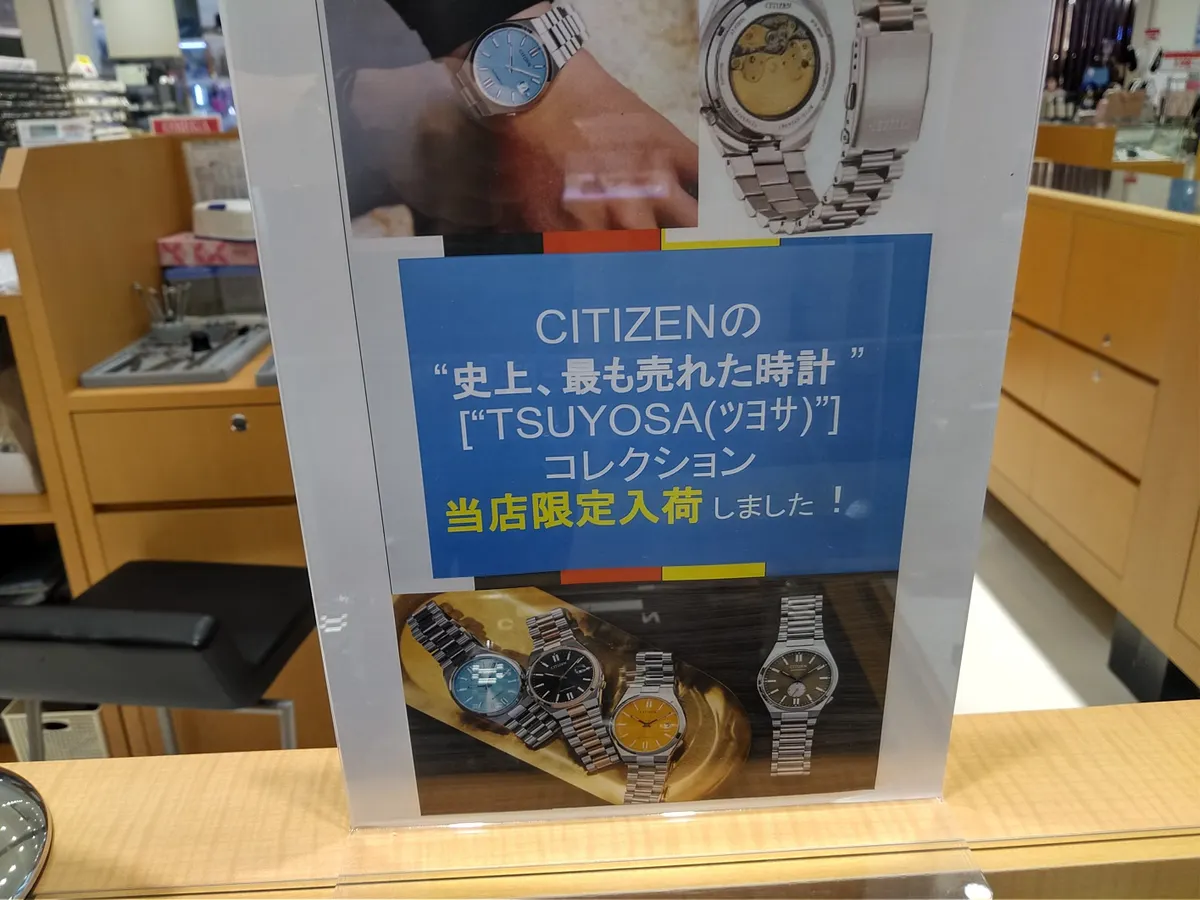 CITIZEN
CITIZENの
“史上、最も売れた時計 ”
[“TSUYOSA(ツヨサ)”]
コレクション
当店限定入荷しました！